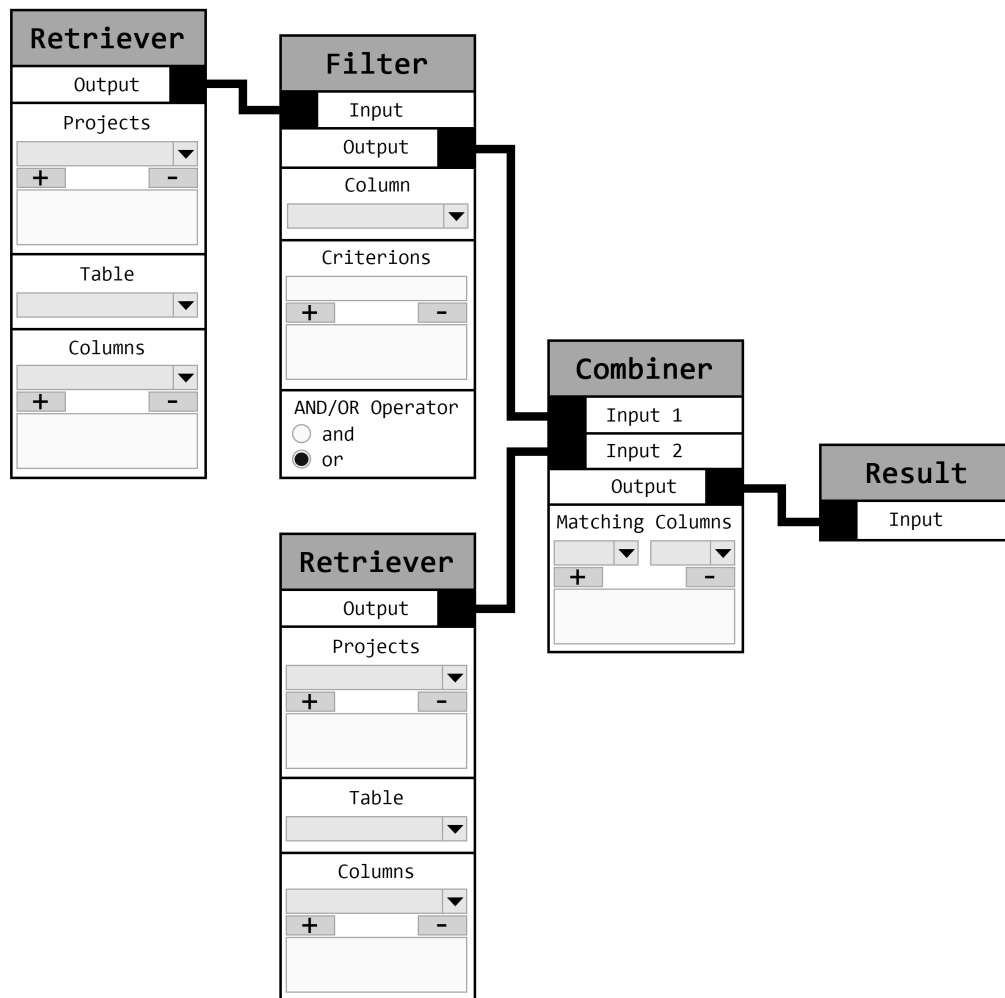 Retriever
Output
Projects
+ -
Table
Columns
+ -
Filter
Input
Output
Column
Criterions
+ -
AND/OR Operator
and
or
Retriever
Output
Projects
+ -
Table
Columns
+ -
Combiner
Input 1
Input 2
Output
Matching Columns
+ -
Result
Input